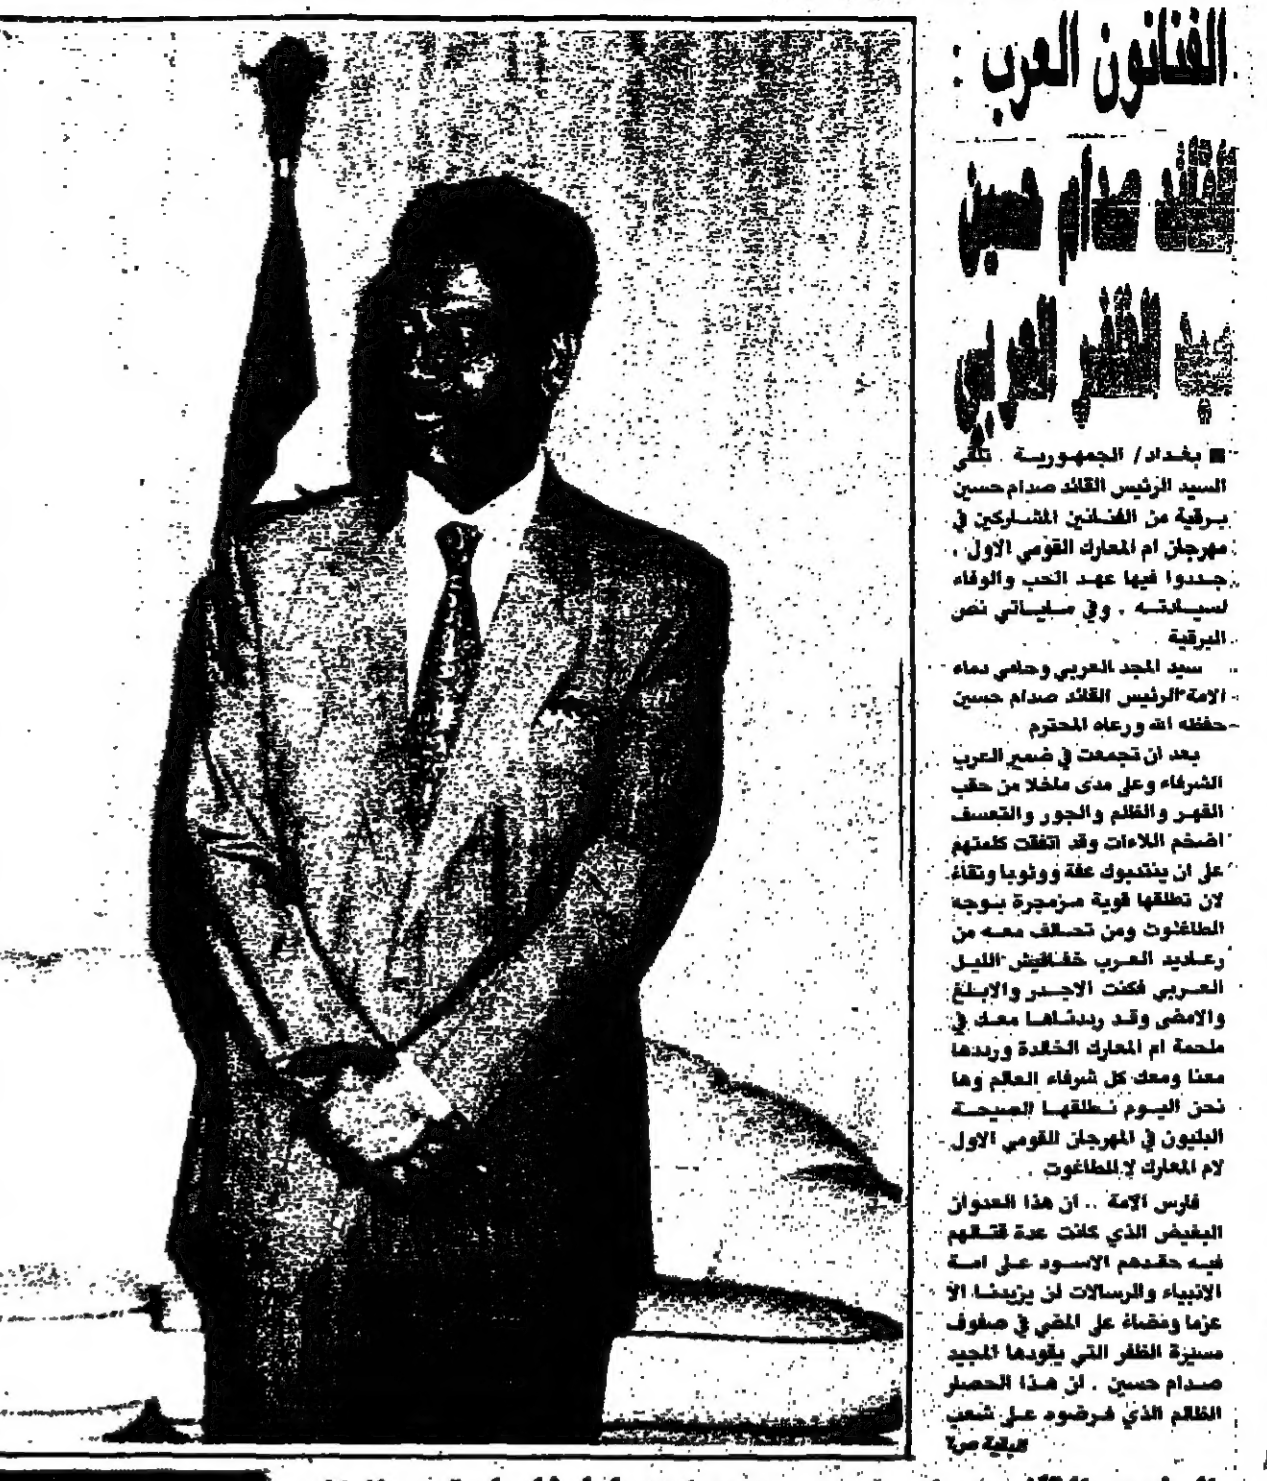 الفنانون العرب :
القائد صدام حسين
سيد الظفر العربي
■ بغداد / الجمهورية . تلقى
السيد الرئيس القائد صدام حسين
برقية من الفنانين المشاركين في
مهرجان ام المعارك القومي الاول ،
جددوا فيها عهد الحب والوفاء
لسيادته . وفي مايأتي نص
البرقية
سيد المجد العربي وحامي دماء
الامة الرئيس القائد صدام حسين
حفظه الله ورعاه المحترم
بعد ان تجمعت في ضمير العرب
الشرفاء وعلى مدى ماخلا من حقب
القهر والظلم والجور والتعسف
اضخم اللاءات وقد اتفقت كلمتهم
على ان ينتدبوك عفة ووثوبا ونقاء
لان تطلقها قوية مزمجرة بوجه
الطاغوت ومن تحالف معه من
رعاديد العرب خفافيش الليل
العربي فكنت الاجدر والابلغ
والامضى وقد رددناها معك في
ملحمة ام المعارك الخالدة ورددها
معنا ومعك كل شرفاء العالم وها
نحن اليوم نطلقها الصيحة
البليون في المهرجان القومي الاول
لام المعارك لا للطاغوت .
فارس الامة .. ان هذا العدوان
البغيض الذي كانت عدة قتالهم
فيه حقدهم الاسود على امة
الانبياء والرسالات لن يزيدنا الا
عزما ومضاء على المضي في صفوف
مسيرة الظفر التي يقودها المجيد
صدام حسين . ان هذا الحصار
الظالم الذي فرضوه على شعب
البقية ص٦